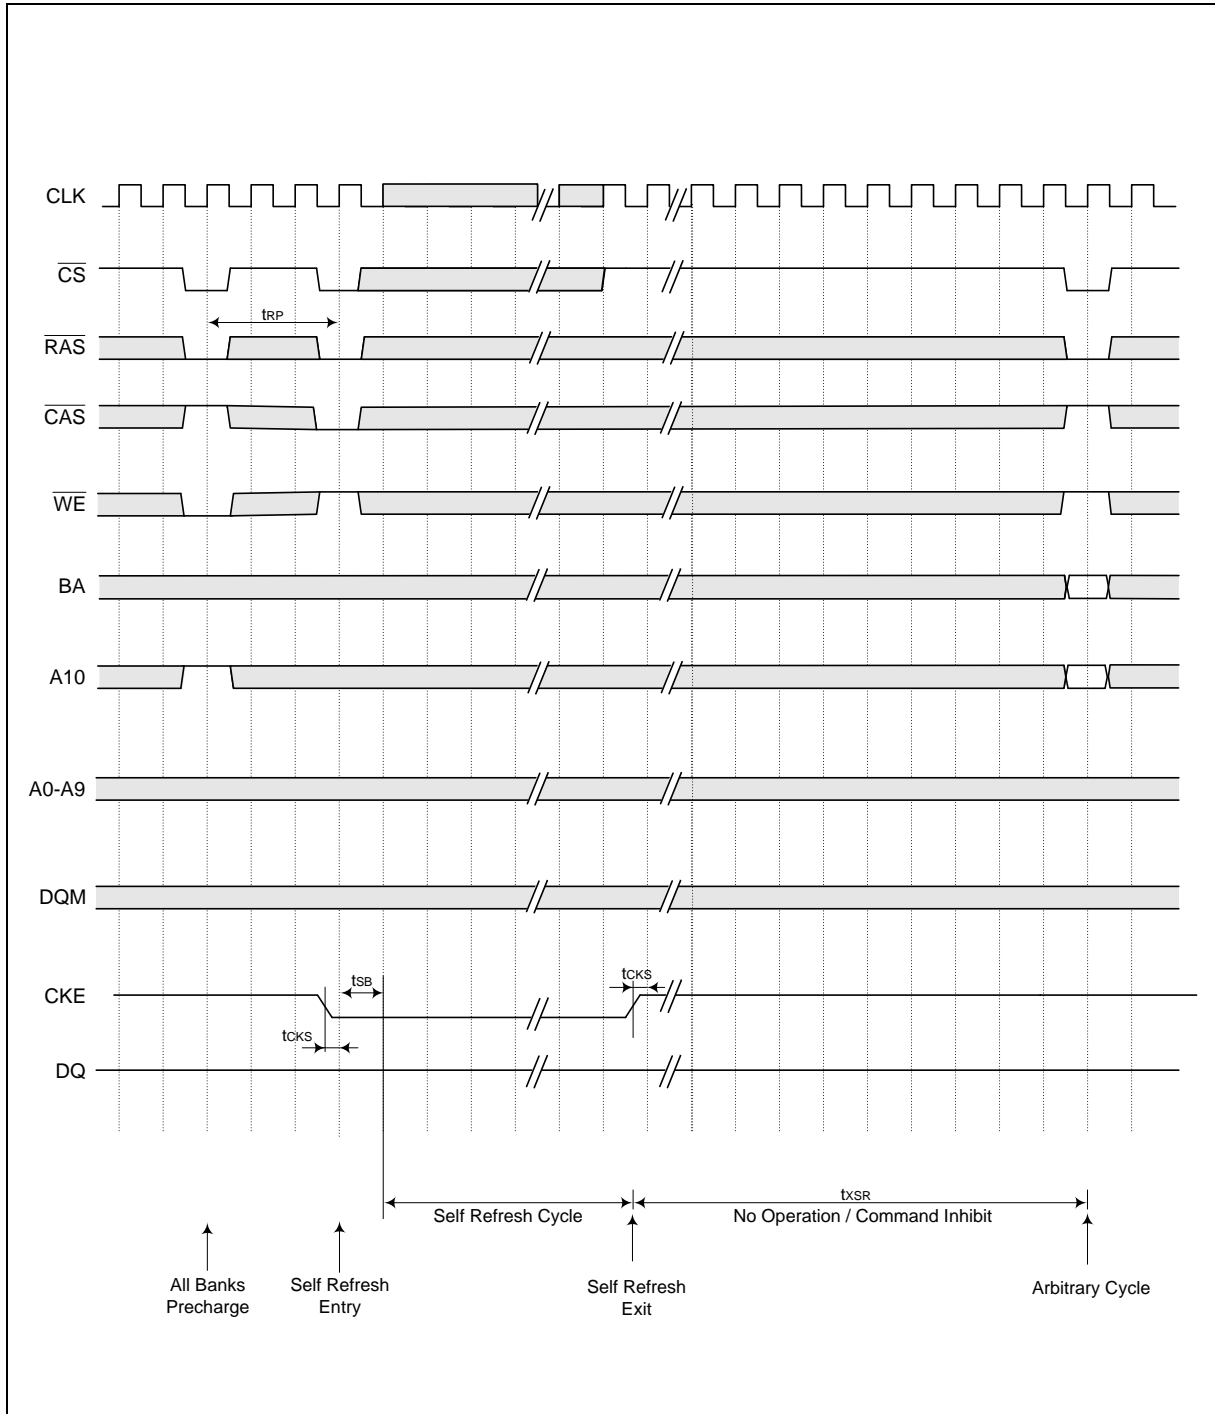 CLK
CS
tRP
RAS
CAS
WE
BA
A10
A0-A9
DQM
tSB
tCKS
CKE
tCKS
DQ
tXSR
Self Refresh Cycle
No Operation / Command Inhibit
All Banks
Precharge
Self Refresh
Entry
Self Refresh
Exit
Arbitrary Cycle